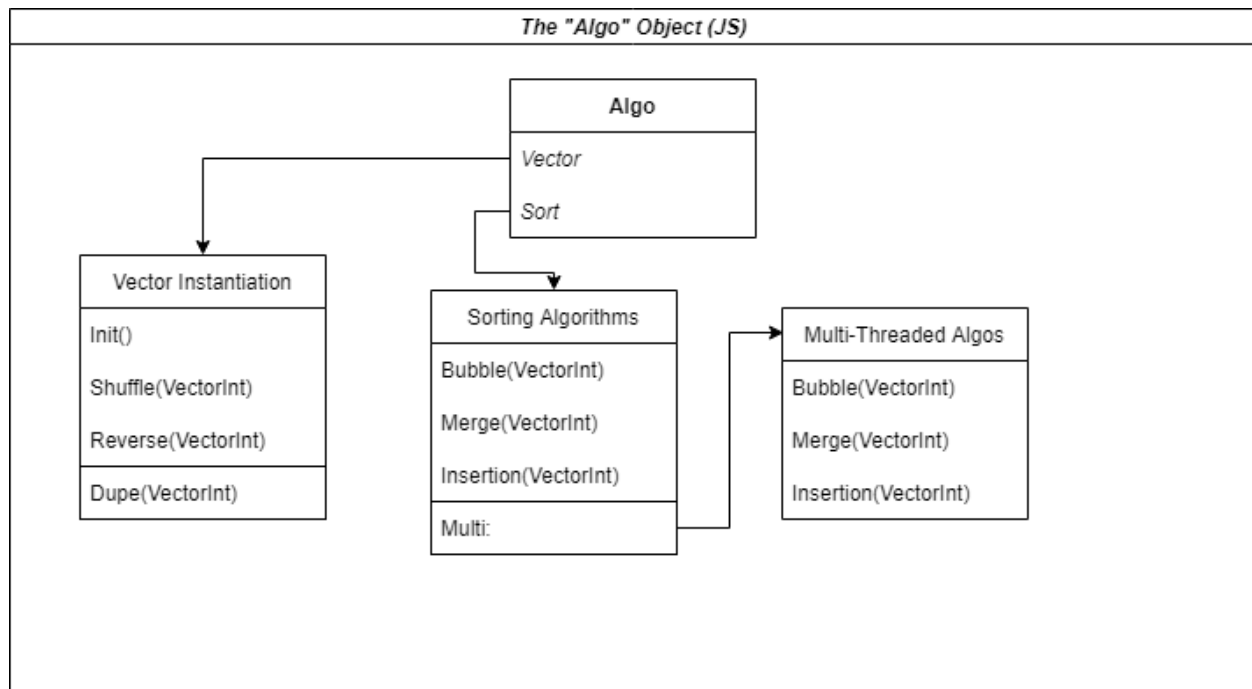 The "Algo" Object (JS)
Algo
Vector
Sort
Vector Instantiation
Init()
Shuffle(VectorInt)
Reverse(VectorInt)
Dupe(VectorInt)
Sorting Algorithms
Bubble(VectorInt)
Merge(VectorInt)
Insertion(VectorInt)
Multi:
Multi-Threaded Algos
Bubble(VectorInt)
Merge(VectorInt)
Insertion(VectorInt)